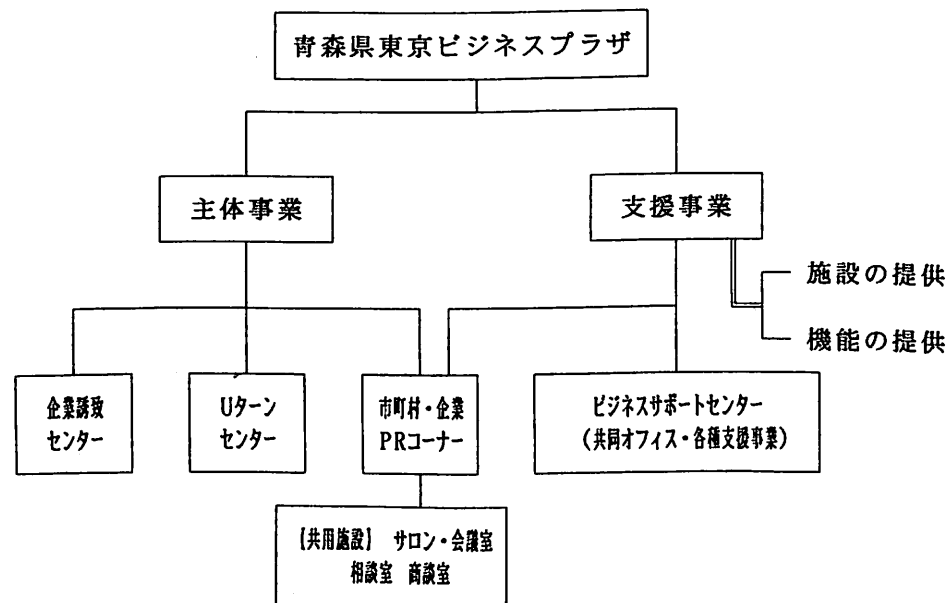 青森県東京ビジネスプラザ
主体事業
支援事業
施設の提供
機能の提供
企業誘致
センター
Uターン
センター
市町村・企業
PRコーナー
ビジネスサポートセンター
(共同オフィス・各種支援事業)
【共用施設】 サロン・会議室
相談室 商談室